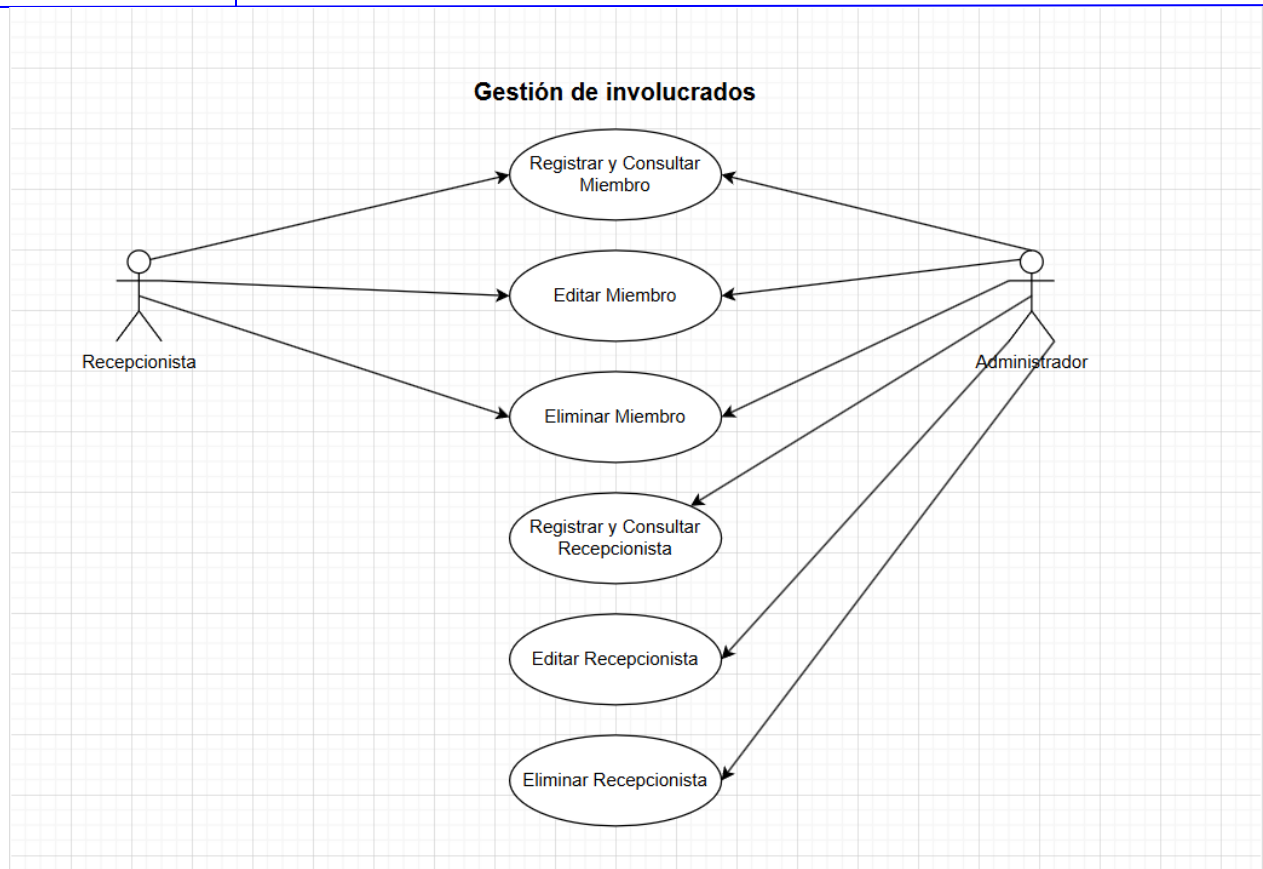 Gestión de involucrados
Registrar y Consultar
Miembro
Editar Miembro
Recepcionista
Administrador
Eliminar Miembro
Registrar y Consultar
Recepcionista
Editar Recepcionista
Eliminar Recepcionista